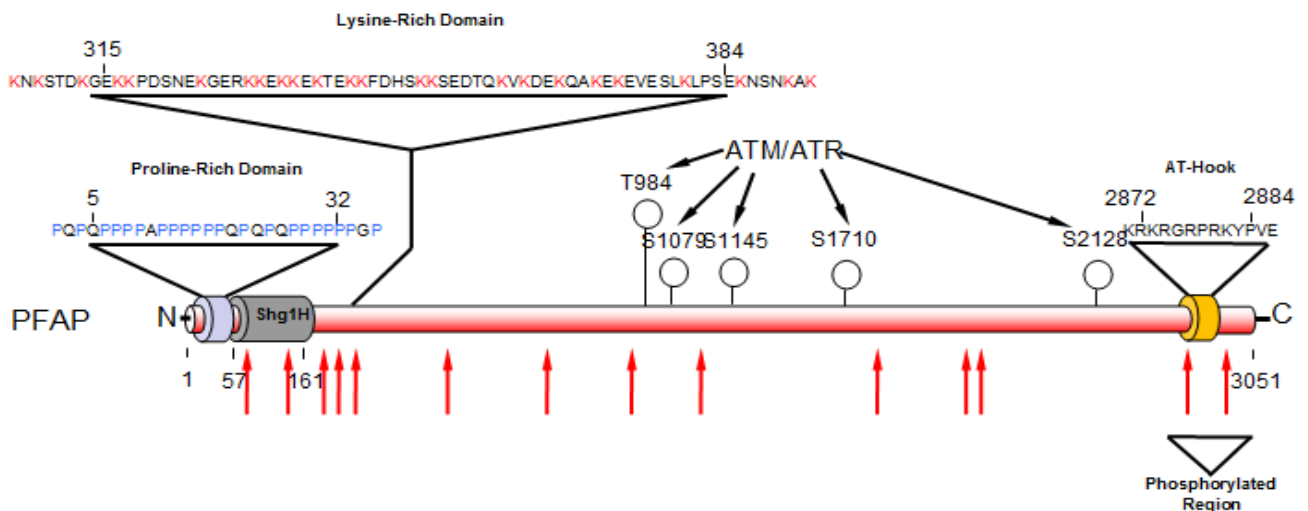 Lysine-Rich Domain
315 384
KNKSTDKGEKKPDSNEKGERKKEKKEKTEKKFDHSKKSEDTQKVKDEKQAKEKEVESLKLPSEKNSNKAK
ATM/ATR
Proline-Rich Domain
AT-Hook
T984
5 32
2872 2884
PQPQPPPPAPPPPPPQPQPQPPPPPPGP
S1079 S1145 S1710 S2128
KRKRGRPRKYPVE
PFAP N Shg1H C
1 57 161 3051
Phosphorylated
Region